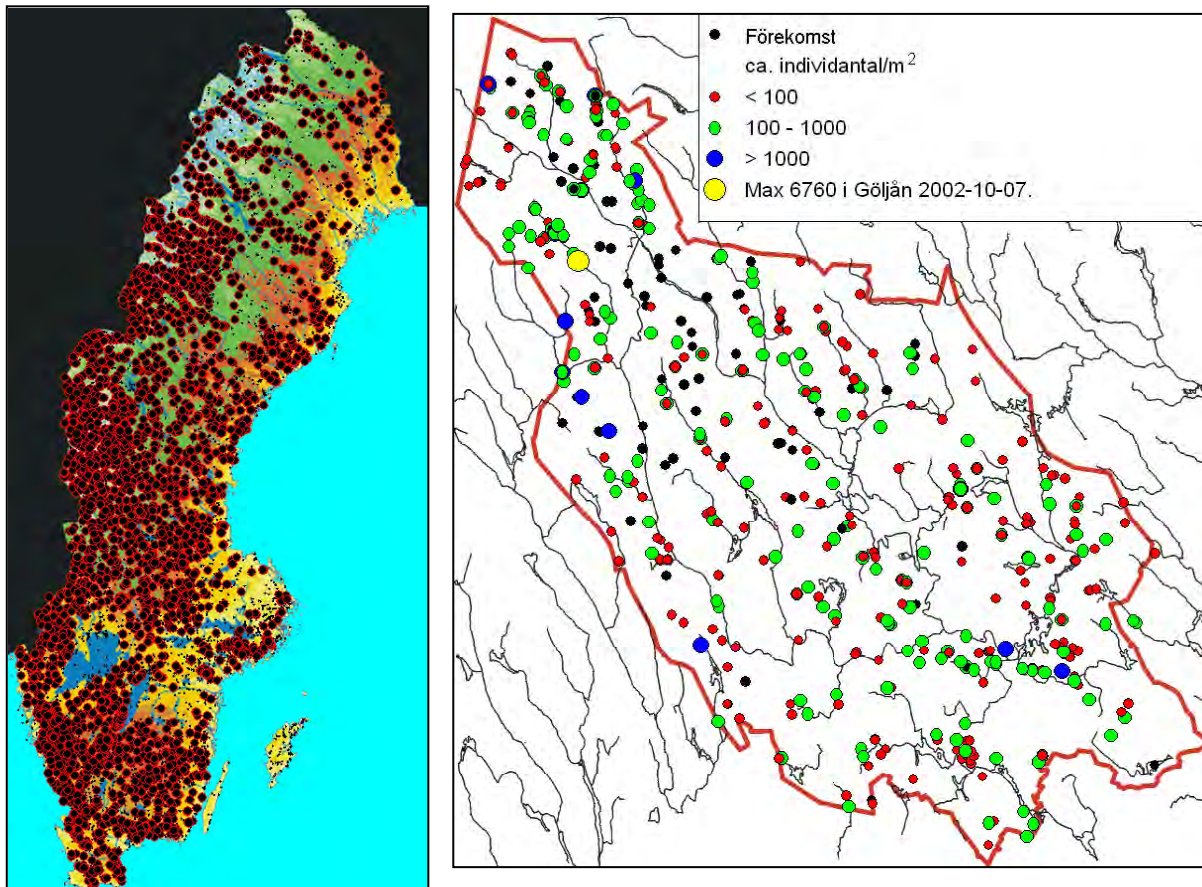 Förekomst
ca. individantal/m²
< 100
100 - 1000
> 1000
Max 6760 i Göljån 2002-10-07.